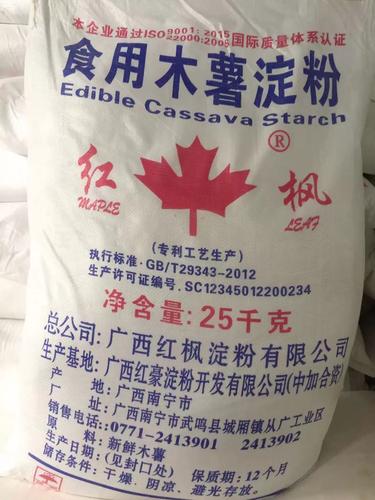 本企业通过ISO9001:2015
22000:2005国际质量体系认证
食用木薯淀粉
Edible Cassava Starch
®
红 枫
MAPLE LEAF
(专利工艺生产)
执行标准·GB/T29343-2012
生产许可证编号.SC12345012200234
净含量:25千克
总公司:广西红枫淀粉有限公司
生产基地:广西红豪淀粉开发有限公司(中加合资)
厂 址:广西南宁市
广西南宁市武鸣县城厢镇从广工业区
销售电话:0771-2413901 2413902
原 料:新鲜木薯
生产日期:(见封口处) 保质期:12个月
储存条件:干燥、阴凉、避光存放.